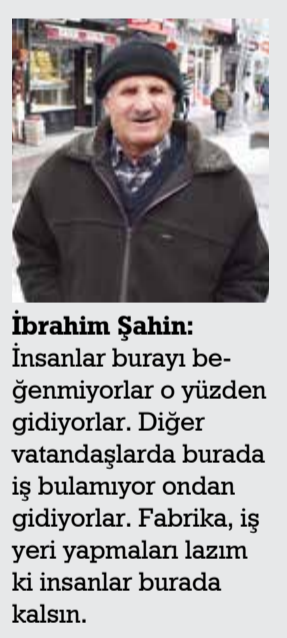 İbrahim Şahin:
İnsanlar burayı be-
ğenmiyorlar o yüzden
gidiyorlar. Diğer
vatandaşlarda burada
iş bulamıyor ondan
gidiyorlar. Fabrika, iş
yeri yapmaları lazım
ki insanlar burada
kalsın.